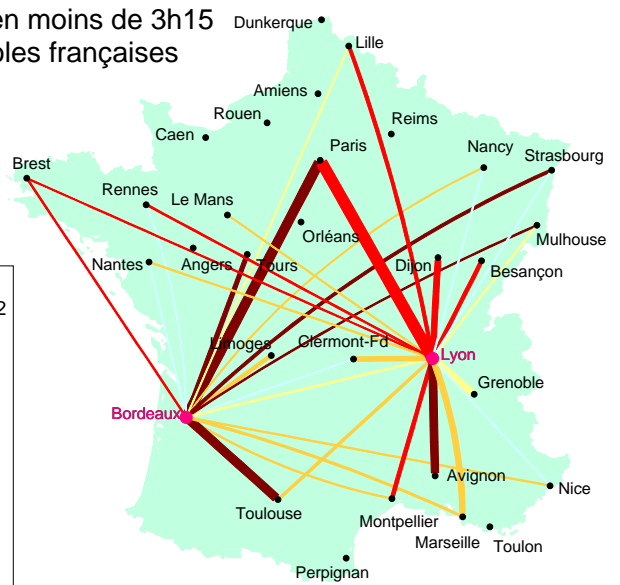 en moins de 3h15
oles françaises
Dunkerque
Lille
Amiens
Rouen
Reims
Caen
Paris
Nancy
Strasbourg
Brest
Rennes
Le Mans
Orléans
Mulhouse
Nantes
Angers
Tours
Dijon
Besançon
2
Limoges
Clermont-Fd
Lyon
Grenoble
Bordeaux
Avignon
Nice
Toulouse
Montpellier
Marseille
Toulon
Perpignan